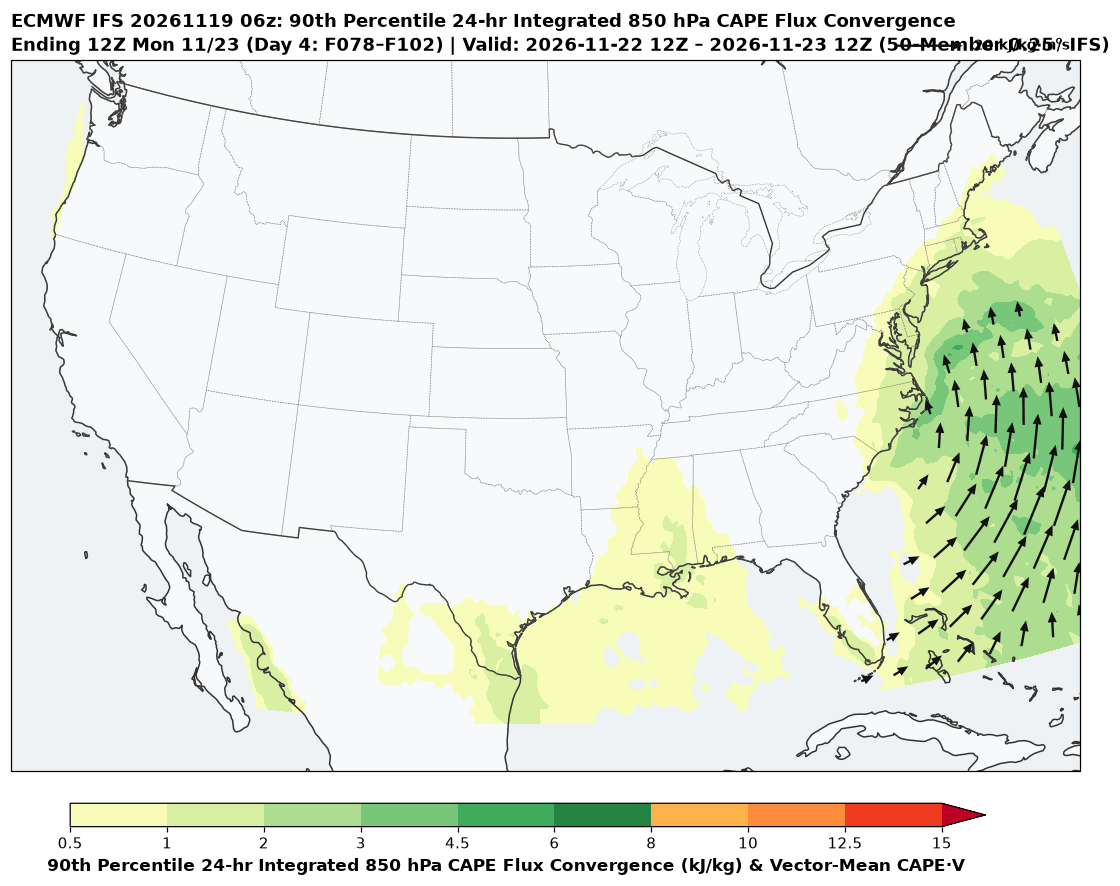 ECMWF IFS 20261119 06z: 90th Percentile 24-hr Integrated 850 hPa CAPE Flux Convergence
Ending 12Z Mon 11/23 (Day 4: F078–F102) | Valid: 2026-11-22 12Z – 2026-11-23 12Z (50-Member 0.25° IFS)
0.5 1 2 3 4.5 6 8 10 12.5 15
90th Percentile 24-hr Integrated 850 hPa CAPE Flux Convergence (kJ/kg) & Vector-Mean CAPE·V